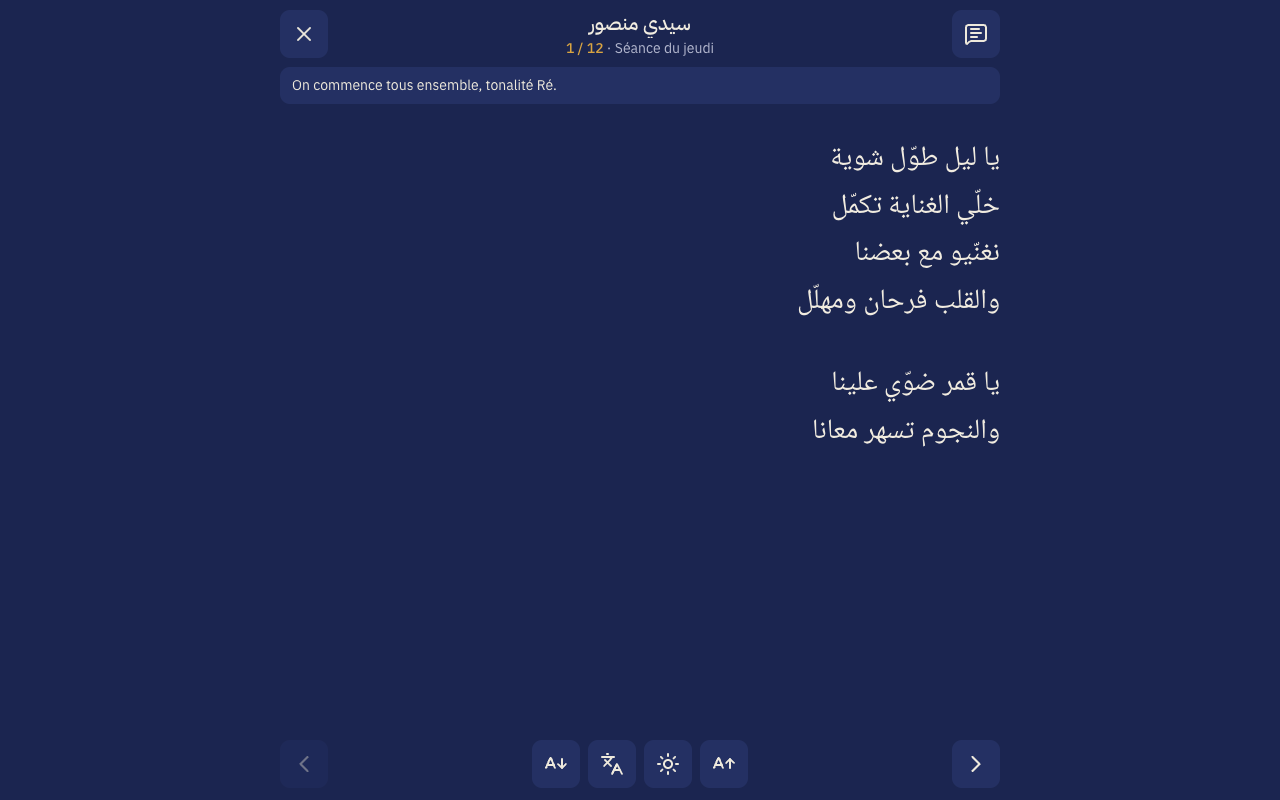 سيدي منصور
1 / 12 · Séance du jeudi
On commence tous ensemble, tonalité Ré.
يا ليل طوّل شوية
خلّي الغناية تكمّل
نغنّيو مع بعضنا
والقلب فرحان ومهلّل
يا قمر ضوّي علينا
والنجوم تسهر معانا
A↓
A↑